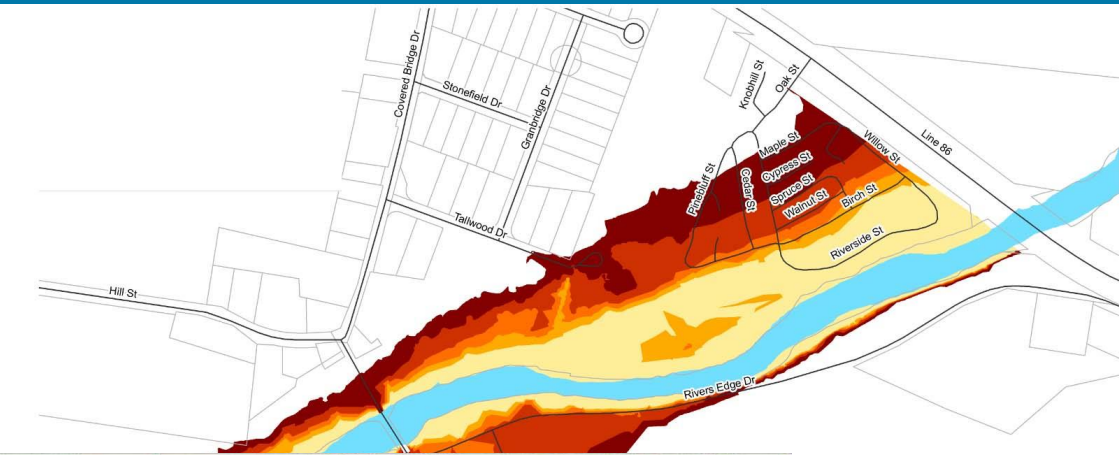 Covered Bridge Dr
Stonefield Dr
Granbridge Dr
Knobhill St
Oak St
Line 86
Maple St
Willow St
Cypress St
Pinebluff St
Cedar St
Spruce St
Walnut St
Birch St
Tallwood Dr
Riverside St
Hill St
Rivers Edge Dr